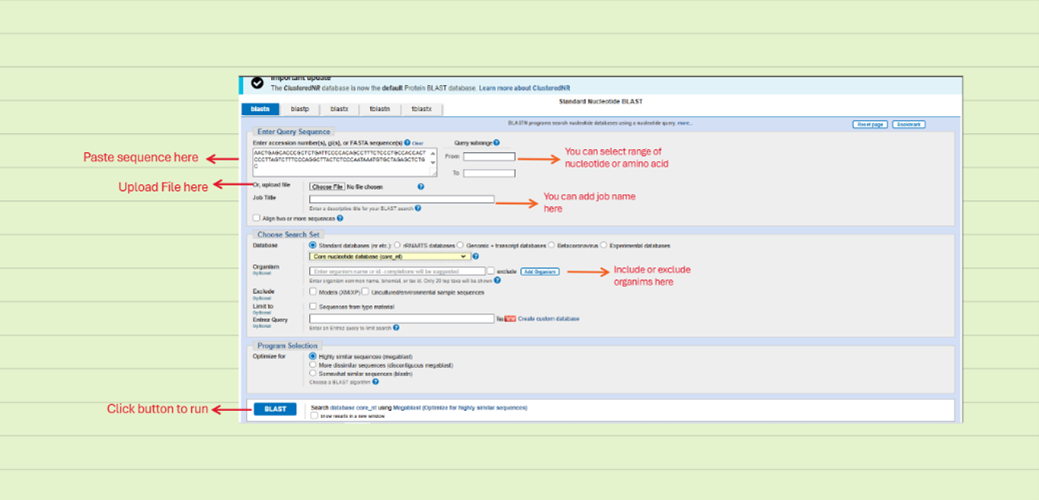 Important update
The ClusteredNR database is now the default Protein BLAST database. Learn more about ClusteredNR
Standard Nucleotide BLAST
blastn blastp blastx tblastn tblastx
BLASTN programs search nucleotide databases using a nucleotide query. more...
Reset page Bookmark
Enter Query Sequence
Enter accession number(s), gi(s), or FASTA sequence(s) Clear Query subrange
Paste sequence here
AACTGAGCACCCGCTCTGATTCCCCACAGCCTTTCTCCCTGCCACCACT
CCCTTAGTCTTTCCCAGGCTTACTCTCCCAATAAATGTGCTAGAGCTCTG
C
From
To
You can select range of
nucleotide or amino acid
Upload File here
Or, upload file Choose File No file chosen
Job Title
Enter a descriptive title for your BLAST search
You can add job name
here
Align two or more sequences
Choose Search Set
Database Standard databases (nr etc.): rRNA/ITS databases Genomic + transcript databases Betacoronavirus Experimental databases
Core nucleotide database (core_nt)
Organism
Optional
Enter organism name or id. completions will be suggested exclude Add Organism
Enter organism common name, binomial, or tax id. Only 20 top taxa will be shown
Include or exclude
organims here
Exclude
Optional
Models (XM/XP) Uncultured/environmental sample sequences
Limit to
Optional
Sequences from type material
Entrez Query
Optional
You Tube Create custom database
Enter an Entrez query to limit search
Program Selection
Optimize for Highly similar sequences (megablast)
More dissimilar sequences (discontiguous megablast)
Somewhat similar sequences (blastn)
Choose a BLAST algorithm
Click button to run
BLAST
Search database core_nt using Megablast (Optimize for highly similar sequences)
Show results in a new window